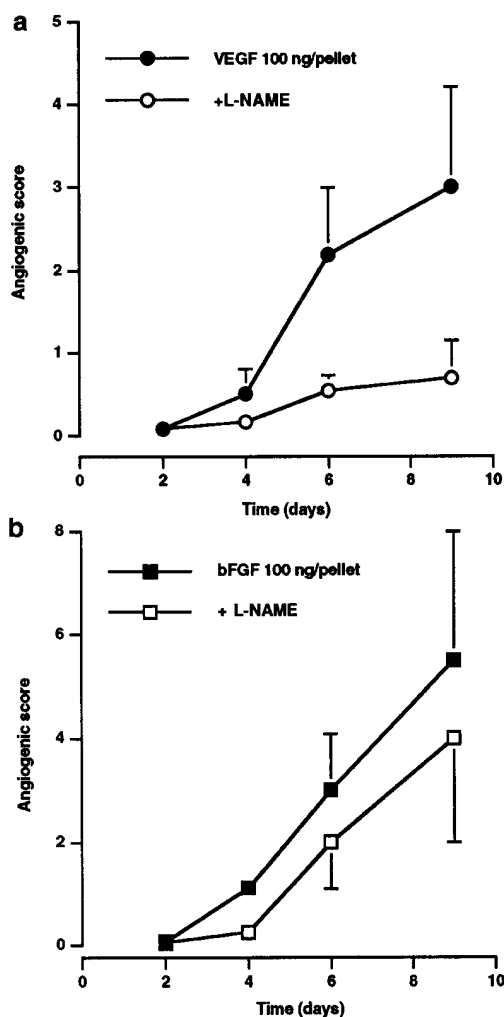 a
5
4
3
2
1
0
Angiogenic score
VEGF 100 ng/pellet
+L-NAME
0 2 4 6 8 10
Time (days)
b
8
6
4
2
0
Angiogenic score
bFGF 100 ng/pellet
+ L-NAME
0 2 4 6 8 10
Time (days)